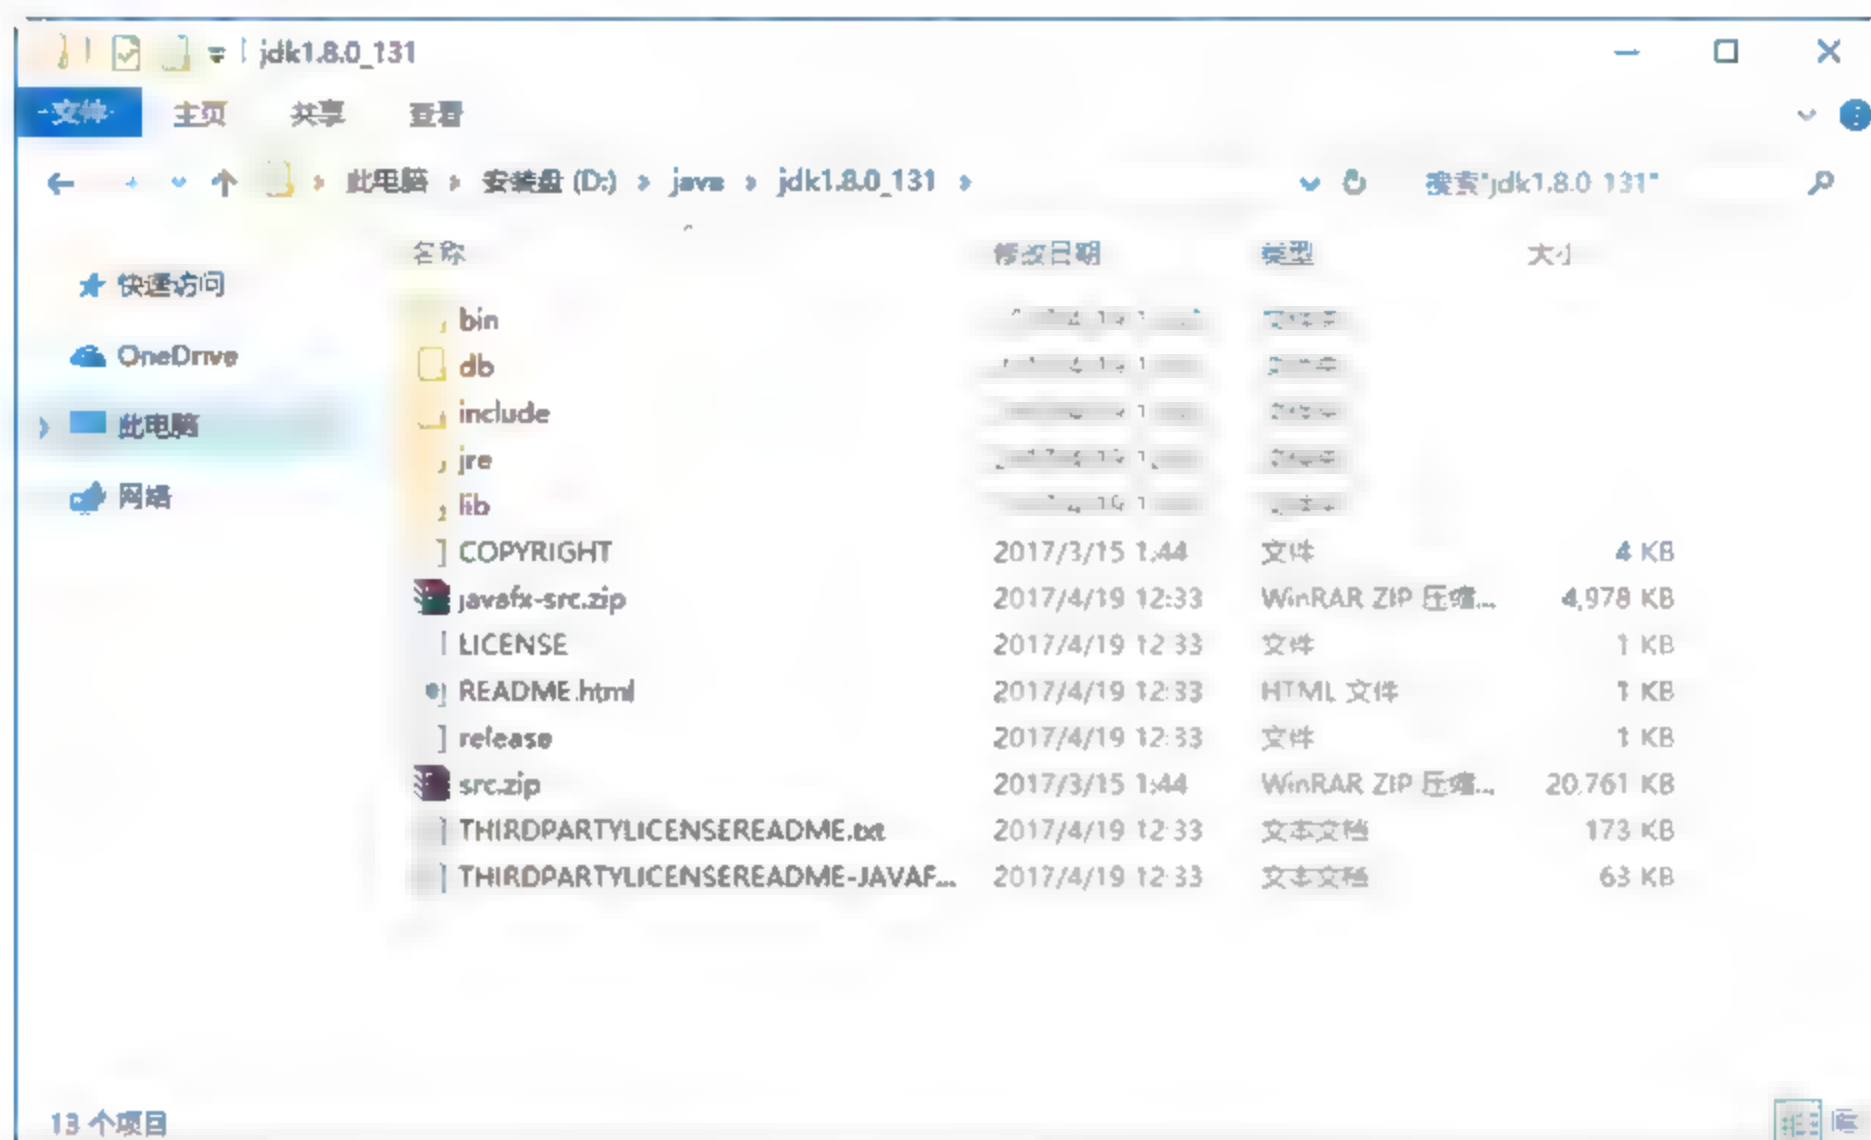 jdk1.8.0_131
文件 主页 共享 查看
此电脑 安装盘 (D:) java jdk1.8.0_131 搜索"jdk1.8.0_131"
名称 修改日期 类型 大小
快速访问
OneDrive
此电脑
网络
bin
db
include
jre
lib
COPYRIGHT 2017/3/15 1:44 文件 4 KB
javafx-src.zip 2017/4/19 12:33 WinRAR ZIP 压缩... 4,978 KB
LICENSE 2017/4/19 12:33 文件 1 KB
README.html 2017/4/19 12:33 HTML 文件 1 KB
release 2017/4/19 12:33 文件 1 KB
src.zip 2017/3/15 1:44 WinRAR ZIP 压缩... 20,761 KB
THIRDPARTYLICENSEREADME.txt 2017/4/19 12:33 文本文档 173 KB
THIRDPARTYLICENSEREADME-JAVAF... 2017/4/19 12:33 文本文档 63 KB
13 个项目